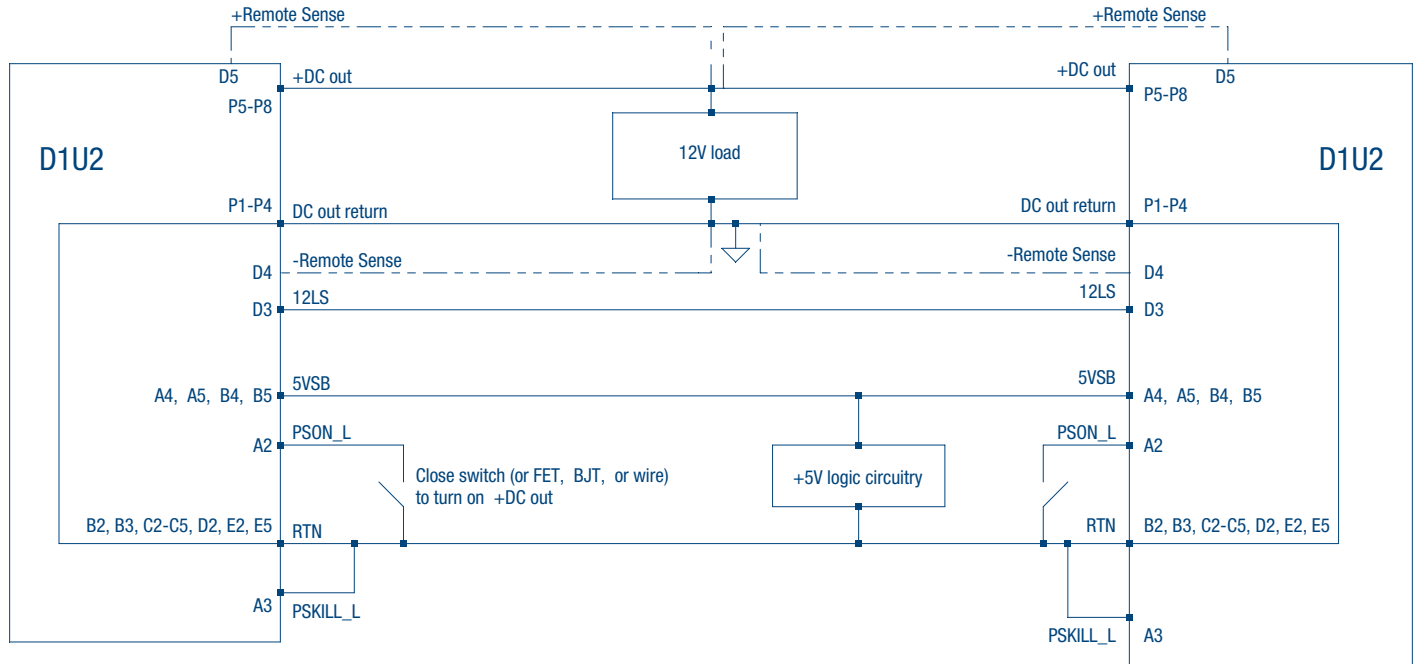 +Remote Sense
+Remote Sense
D5
+DC out
+DC out
D5
P5-P8
P5-P8
D1U2
12V load
D1U2
P1-P4
DC out return
DC out return
P1-P4
D4
-Remote Sense
-Remote Sense
D4
12LS
12LS
D3
D3
5VSB
5VSB
A4, A5, B4, B5
A4, A5, B4, B5
PSON_L
PSON_L
A2
A2
Close switch (or FET, BJT, or wire)
to turn on +DC out
+5V logic circuitry
B2, B3, C2-C5, D2, E2, E5
RTN
RTN
B2, B3, C2-C5, D2, E2, E5
A3
PSKILL_L
PSKILL_L
A3